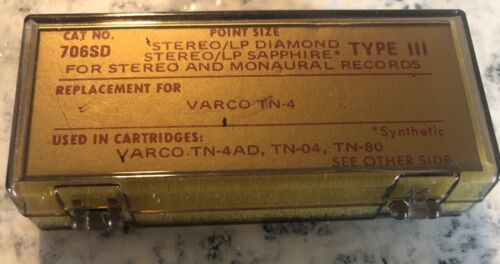 CAT NO. POINT SIZE
706SD STEREO/LP DIAMOND TYPE III
STEREO/LP SAPPHIRE*
FOR STEREO AND MONAURAL RECORDS
REPLACEMENT FOR
VARCO TN-4
USED IN CARTRIDGES: *Synthetic
VARCO TN-4AD, TN-04, TN-80
SEE OTHER SIDE